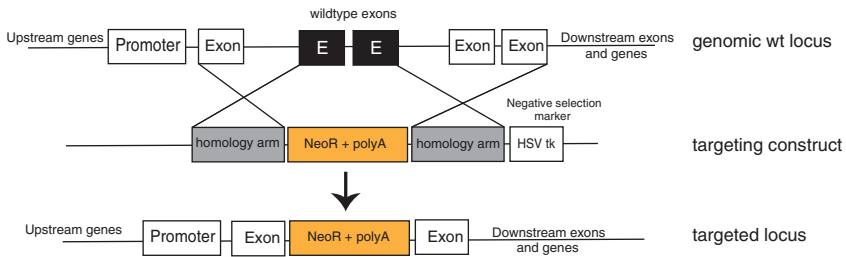 wildtype exons
Upstream genes
Promoter
Exon
E
E
Exon
Exon
Downstream exons
and genes
genomic wt locus
Negative selection
marker
homology arm
NeoR + polyA
homology arm
HSV tk
targeting construct
Upstream genes
Promoter
Exon
NeoR + polyA
Exon
Downstream exons
and genes
targeted locus